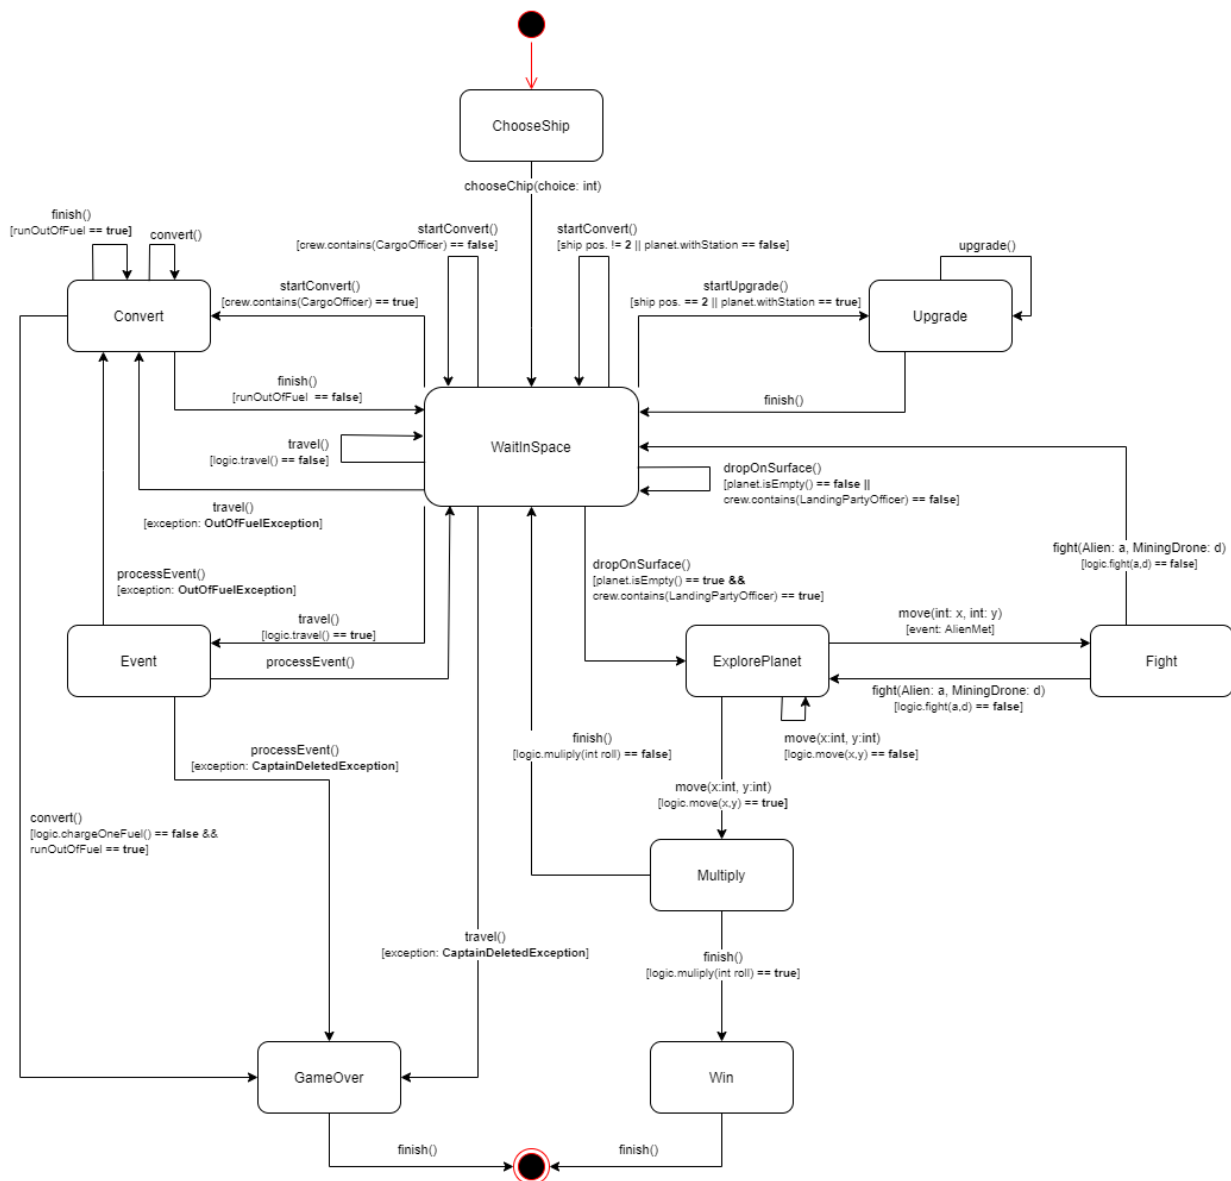 ChooseShip
chooseChip(choice: int)
finish()
[runOutOfFuel == true]
convert()
startConvert()
[crew.contains(CargoOfficer) == false]
startConvert()
[ship pos. != 2 || planet.withStation == false]
upgrade()
startConvert()
[crew.contains(CargoOfficer) == true]
startUpgrade()
[ship pos. == 2 || planet.withStation == true]
Convert
Upgrade
finish()
[runOutOfFuel == false]
finish()
WaitInSpace
travel()
[logic.travel() == false]
dropOnSurface()
[planet.isEmpty() == false ||
crew.contains(LandingPartyOfficer) == false]
travel()
[exception: OutOfFuelException]
fight(Alien: a, MiningDrone: d)
[logic.fight(a,d) == false]
processEvent()
[exception: OutOfFuelException]
dropOnSurface()
[planet.isEmpty() == true &&
crew.contains(LandingPartyOfficer) == true]
travel()
[logic.travel() == true]
move(int: x, int: y)
[event: AlienMet]
Event
processEvent()
ExplorePlanet
Fight
fight(Alien: a, MiningDrone: d)
[logic.fight(a,d) == false]
processEvent()
[exception: CaptainDeletedException]
finish()
[logic.muliply(int roll) == false]
move(x:int, y:int)
[logic.move(x,y) == false]
move(x:int, y:int)
[logic.move(x,y) == true]
convert()
[logic.chargeOneFuel() == false &&
runOutOfFuel == true]
Multiply
travel()
[exception: CaptainDeletedException]
finish()
[logic.muliply(int roll) == true]
GameOver
Win
finish()
finish()